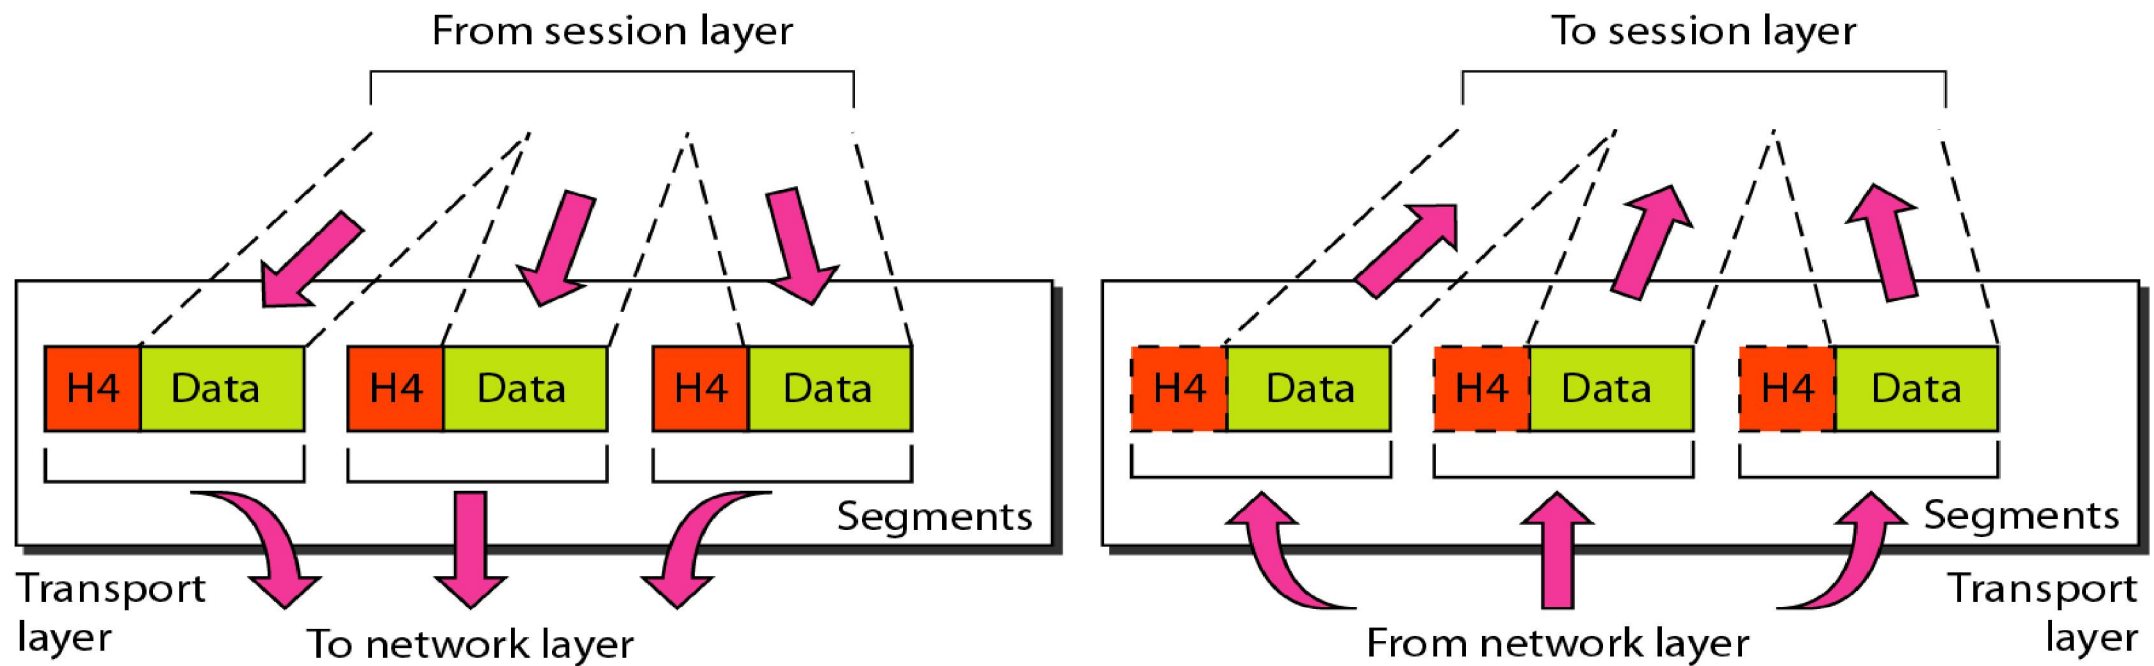 From session layer
H4 Data H4 Data H4 Data
Segments
Transport
layer
To network layer
To session layer
H4 Data H4 Data H4 Data
Segments
Transport
layer
From network layer